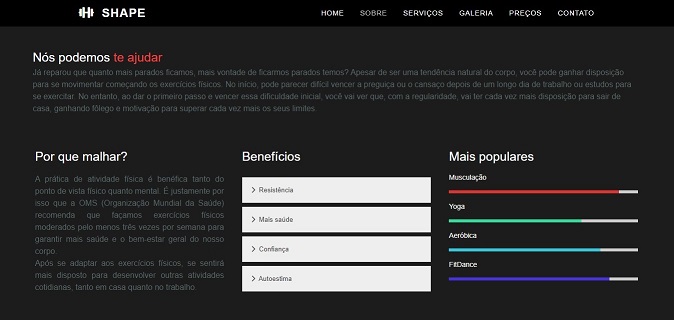 SHAPE
HOME SOBRE SERVIÇOS GALERIA PREÇOS CONTATO
Nós podemos te ajudar
Já reparou que quanto mais parados ficamos, mais vontade de ficarmos parados temos? Apesar de ser uma tendência natural do corpo, você pode ganhar disposição
para se movimentar começando os exercícios físicos. No início, pode parecer difícil vencer a preguiça ou o cansaço depois de um longo dia de trabalho ou estudos para
se exercitar. No entanto, ao dar o primeiro passo e vencer essa dificuldade inicial, você vai ver que, com a regularidade, vai ter cada vez mais disposição para sair de
casa, ganhando fôlego e motivação para superar cada vez mais os seus limites.
Por que malhar?
A prática de atividade física é benéfica tanto do
ponto de vista físico quanto mental. É justamente por
isso que a OMS (Organização Mundial da Saúde)
recomenda que façamos exercícios físicos
moderados pelo menos três vezes por semana para
garantir mais saúde e o bem-estar geral do nosso
corpo.
Após se adaptar aos exercícios físicos, se sentirá
mais disposto para desenvolver outras atividades
cotidianas, tanto em casa quanto no trabalho.
Benefícios
Resistência
Mais saúde
Confiança
Autoestima
Mais populares
Musculação
Yoga
Aeróbica
FitDance